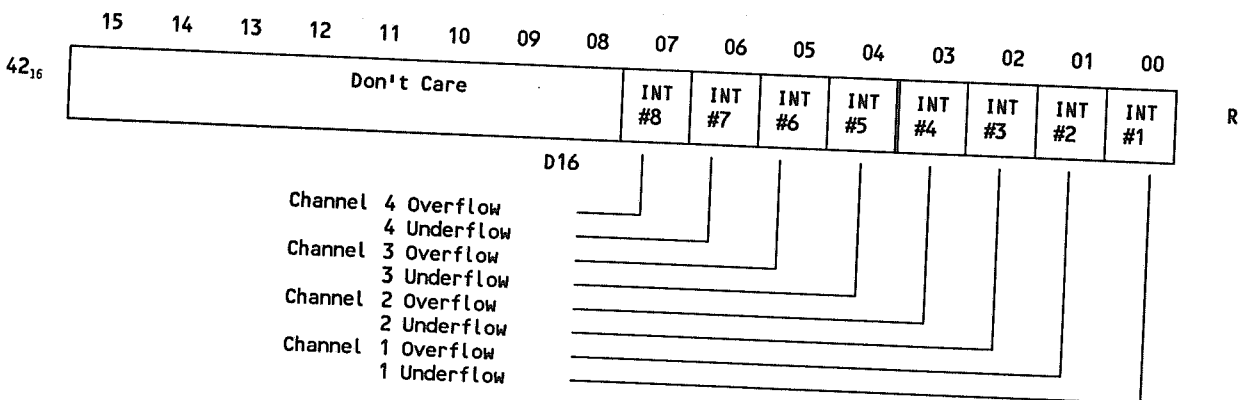 15 14 13 12 11 10 09 08 07 06 05 04 03 02 01 00
42₁₆ Don't Care INT #8 INT #7 INT #6 INT #5 INT #4 INT #3 INT #2 INT #1 R
D16
Channel 4 Overflow
4 Underflow
Channel 3 Overflow
3 Underflow
Channel 2 Overflow
2 Underflow
Channel 1 Overflow
1 Underflow